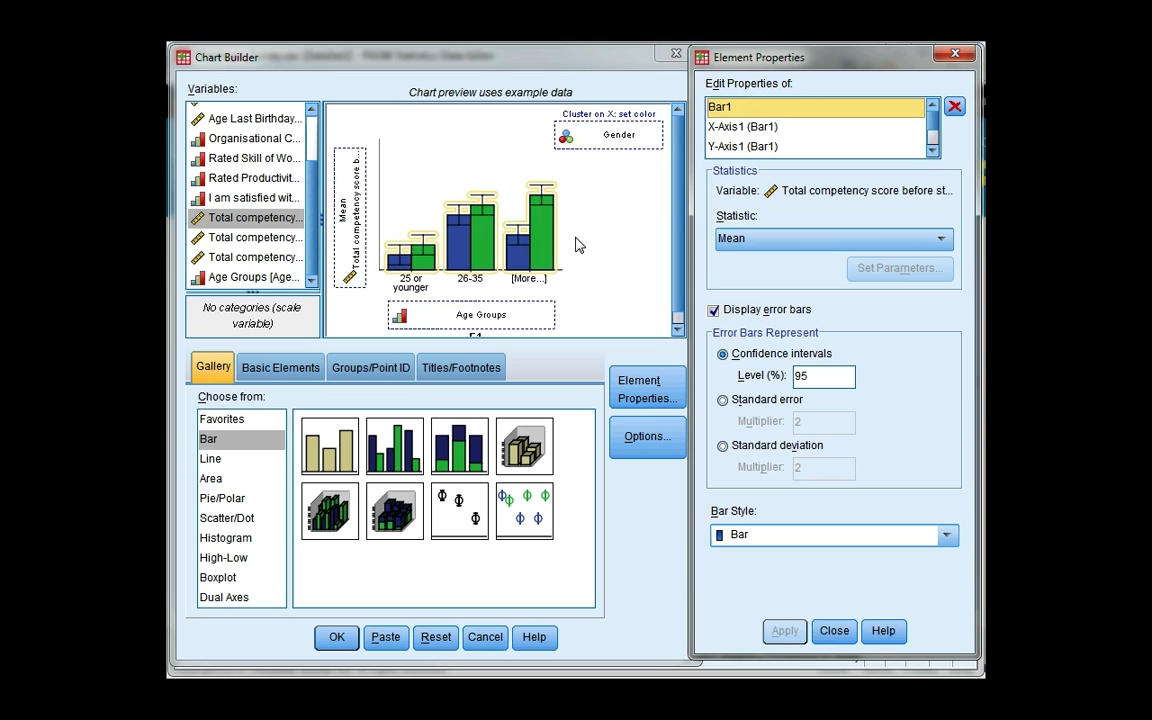 Chart Builder
Variables:
Age Last Birthday...
Organisational C...
Rated Skill of Wo...
Rated Productivit...
I am satisfied wit...
Total competency...
Total competency...
Total competency...
Age Groups [Age...
No categories (scale
variable)
Chart preview uses example data
Cluster on X: set color
Gender
Mean
Total competency score b...
25 or
younger
26-35
[More...]
Age Groups
Gallery
Basic Elements
Groups/Point ID
Titles/Footnotes
Choose from:
Favorites
Bar
Line
Area
Pie/Polar
Scatter/Dot
Histogram
High-Low
Boxplot
Dual Axes
Element
Properties...
Options...
OK
Paste
Reset
Cancel
Help
Element Properties
Edit Properties of:
Bar1
X-Axis1 (Bar1)
Y-Axis1 (Bar1)
Statistics
Variable: Total competency score before st...
Statistic:
Mean
Set Parameters...
Display error bars
Error Bars Represent
Confidence intervals
Level (%): 95
Standard error
Multiplier: 2
Standard deviation
Multiplier: 2
Bar Style:
Bar
Apply
Close
Help